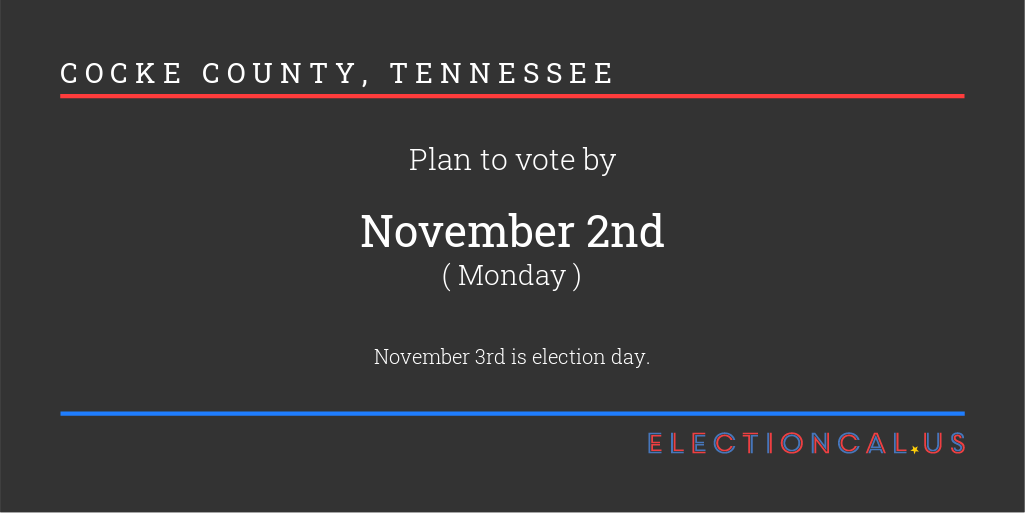 COCKE COUNTY, TENNESSEE
Plan to vote by
November 2nd
( Monday )
November 3rd is election day.
ELECTIONCAL.US